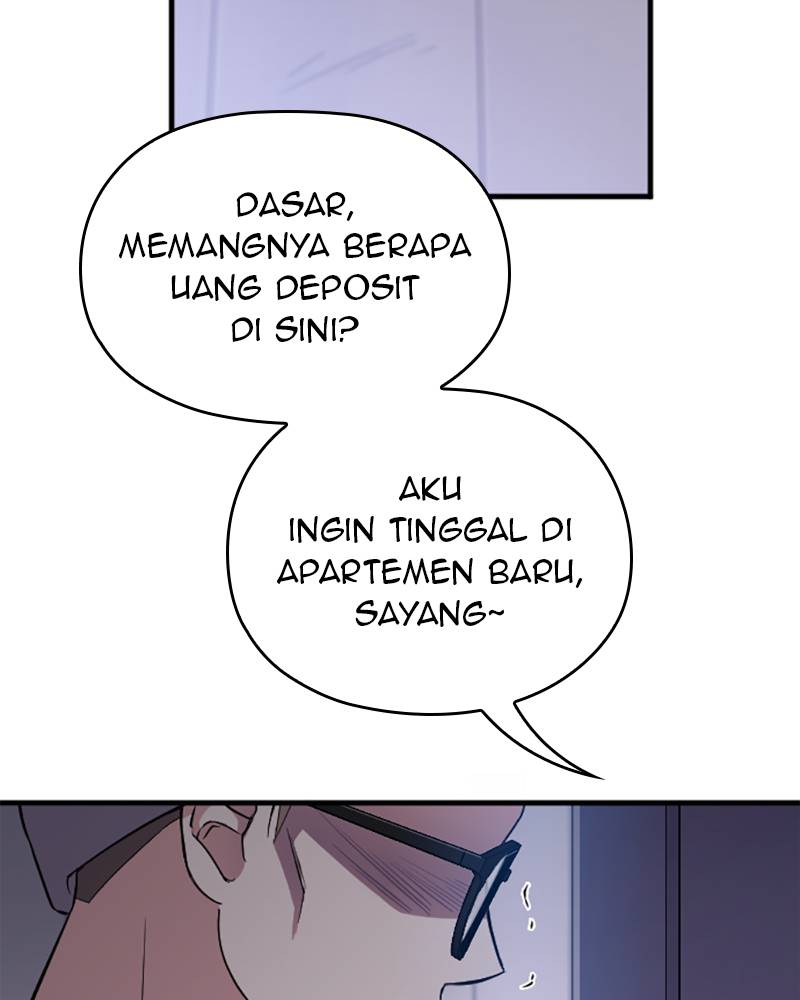 DASAR,
MEMANGNYA BERAPA
UANG DEPOSIT
DI SINI?
AKU
INGIN TINGGAL DI
APARTEMEN BARU,
SAYANG~